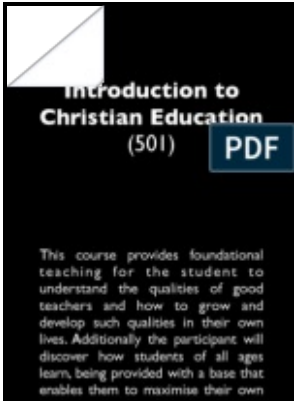 Introduction to
Christian Education
(501)
PDF
This course provides foundational
teaching for the student to
understand the qualities of good
teachers and how to grow and
develop such qualities in their own
lives. Additionally the participant will
discover how students of all ages
learn, being provided with a base that
enables them to maximise their own